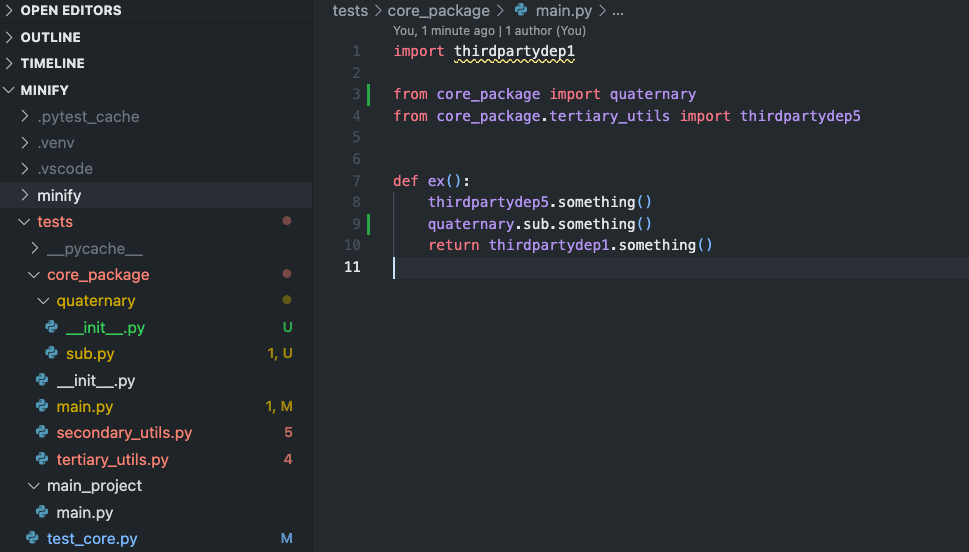 OPEN EDITORS
OUTLINE
TIMELINE
MINIFY
.pytest_cache
.venv
.vscode
minify
tests
__pycache__
core_package
quaternary
__init__.py U
sub.py 1, U
__init__.py
main.py 1, M
secondary_utils.py 5
tertiary_utils.py 4
main_project
main.py
test_core.py M
tests > core_package > main.py > ...
You, 1 minute ago | 1 author (You)
1 import thirdpartydep1
2
3 from core_package import quaternary
4 from core_package.tertiary_utils import thirdpartydep5
5
6
7 def ex():
8     thirdpartydep5.something()
9     quaternary.sub.something()
10     return thirdpartydep1.something()
11